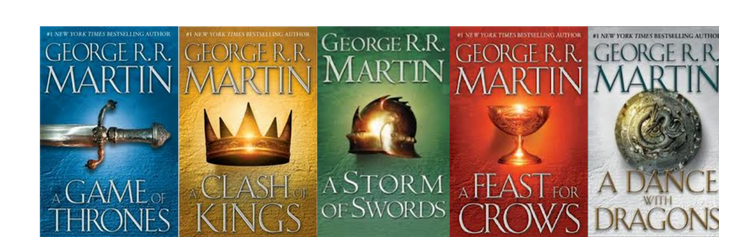 #1 NEW YORK TIMES BESTSELLING AUTHOR
GEORGE R. R.
MARTIN
A GAME OF
THRONES
#1 NEW YORK TIMES BESTSELLING AUTHOR
GEORGE R. R.
MARTIN
A CLASH OF
KINGS
GEORGE R.R.
MARTIN
A STORM
OF SWORDS
#1 NEW YORK TIMES BESTSELLING AUTHOR
GEORGE R. R.
MARTIN
A FEAST FOR
CROWS
#1 NEW YORK TIMES BESTSELLING AUTHOR
GEORGE R. R.
MARTIN
A DANCE
WITH
DRAGONS